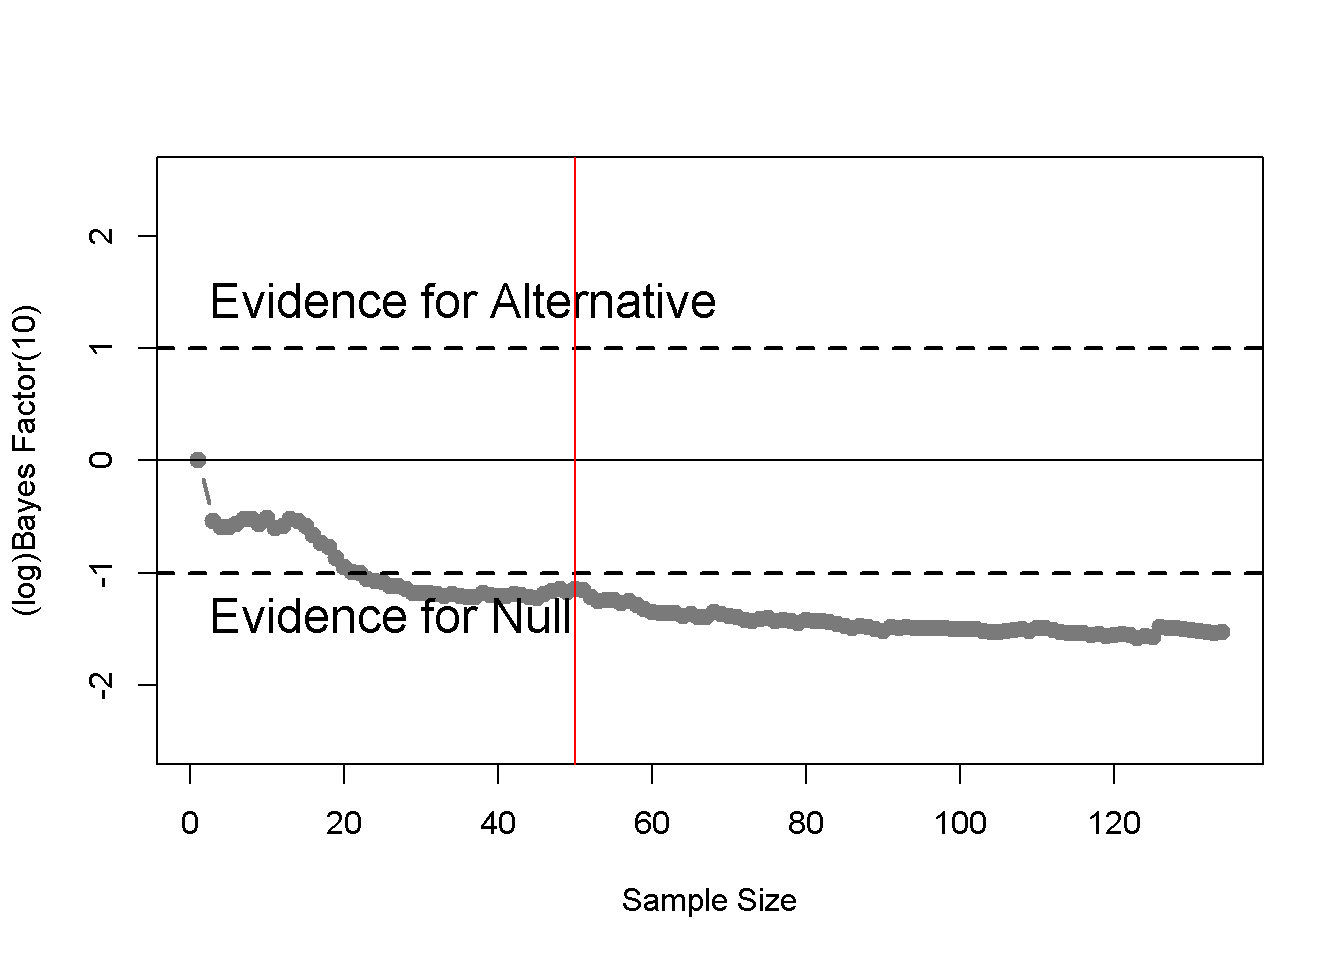 2
Evidence for Alternative
1
0
-1
Evidence for Null
-2
(log)Bayes Factor(10)
0 20 40 60 80 100 120
Sample Size